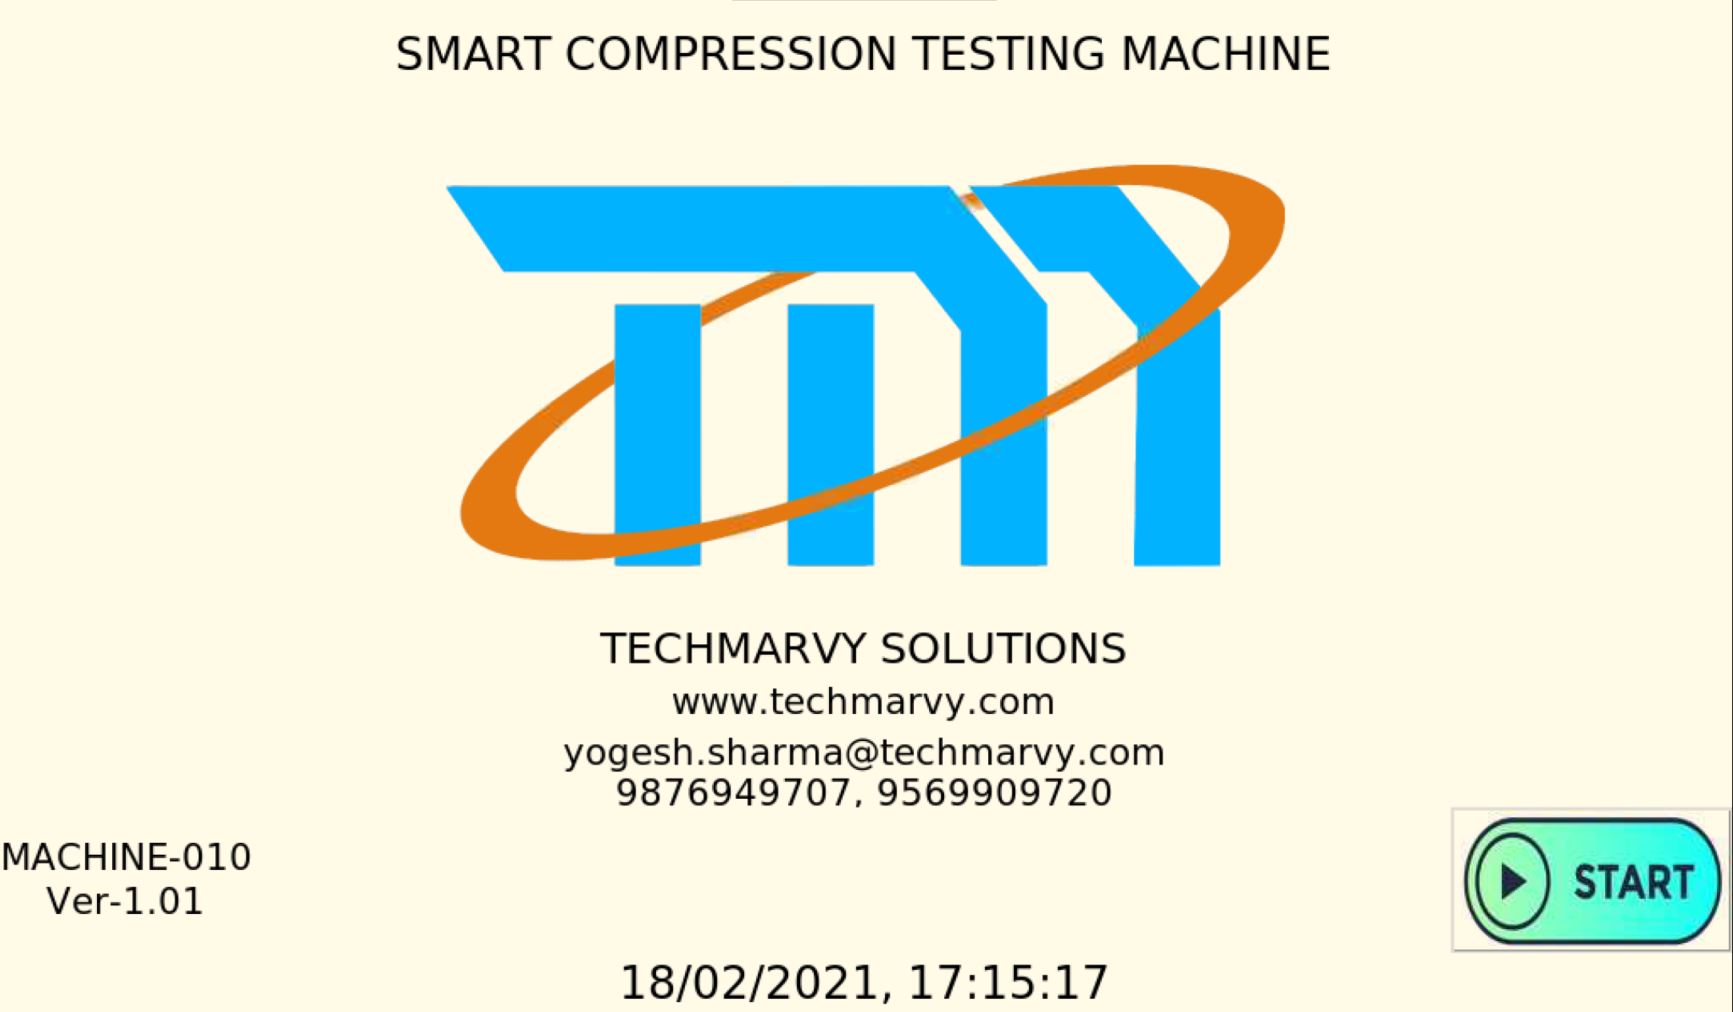 SMART COMPRESSION TESTING MACHINE
TECHMARVY SOLUTIONS
www.techmarvy.com
yogesh.sharma@techmarvy.com
9876949707, 9569909720
MACHINE-010
Ver-1.01
START
18/02/2021, 17:15:17